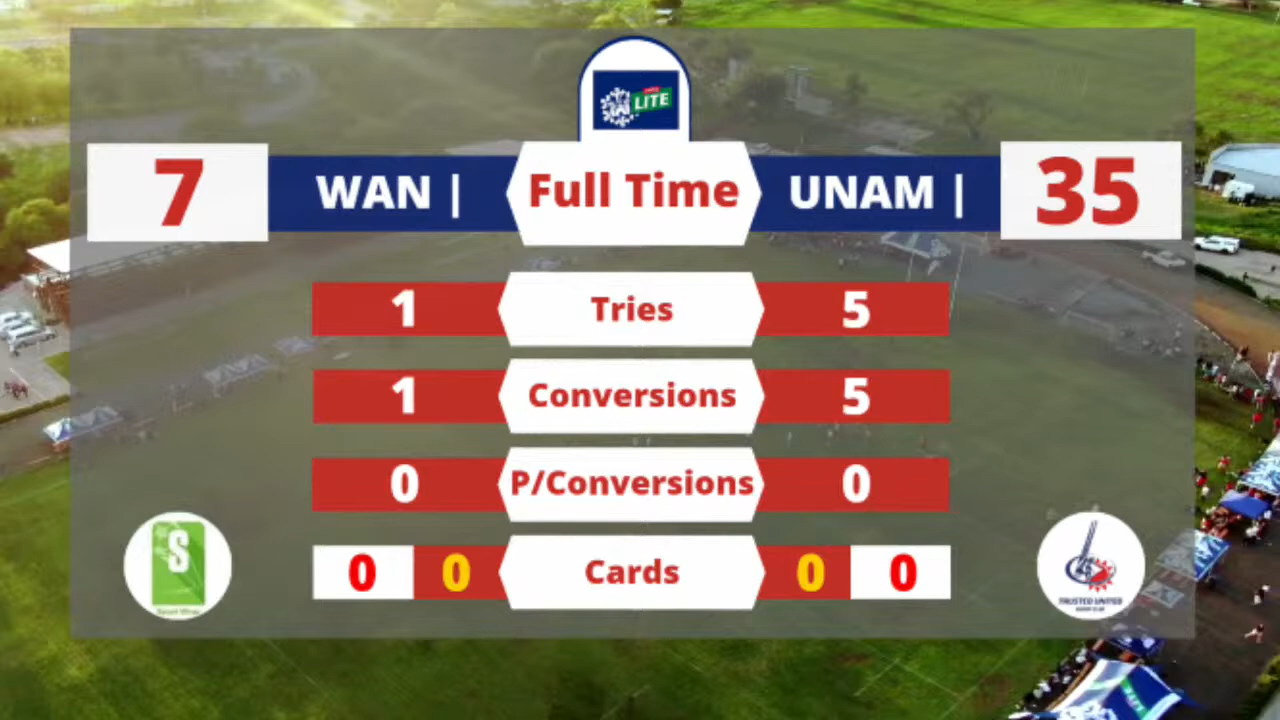 LITE
7 WAN | Full Time UNAM | 35
1 Tries 5
1 Conversions 5
0 P/Conversions 0
0 0 Cards 0 0
S
TRUSTED UNITED